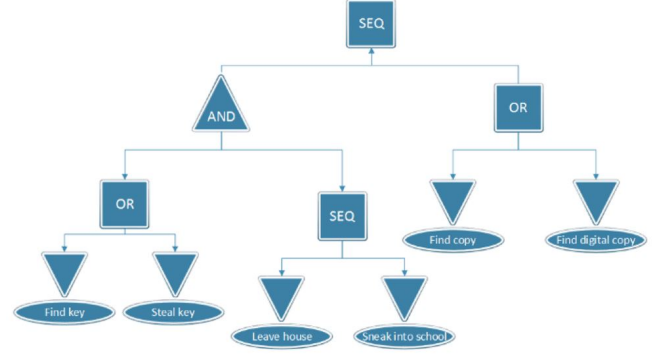 SEQ
AND
OR
OR
SEQ
Find copy
Find digital copy
Find key
Steal key
Leave house
Sneak into school